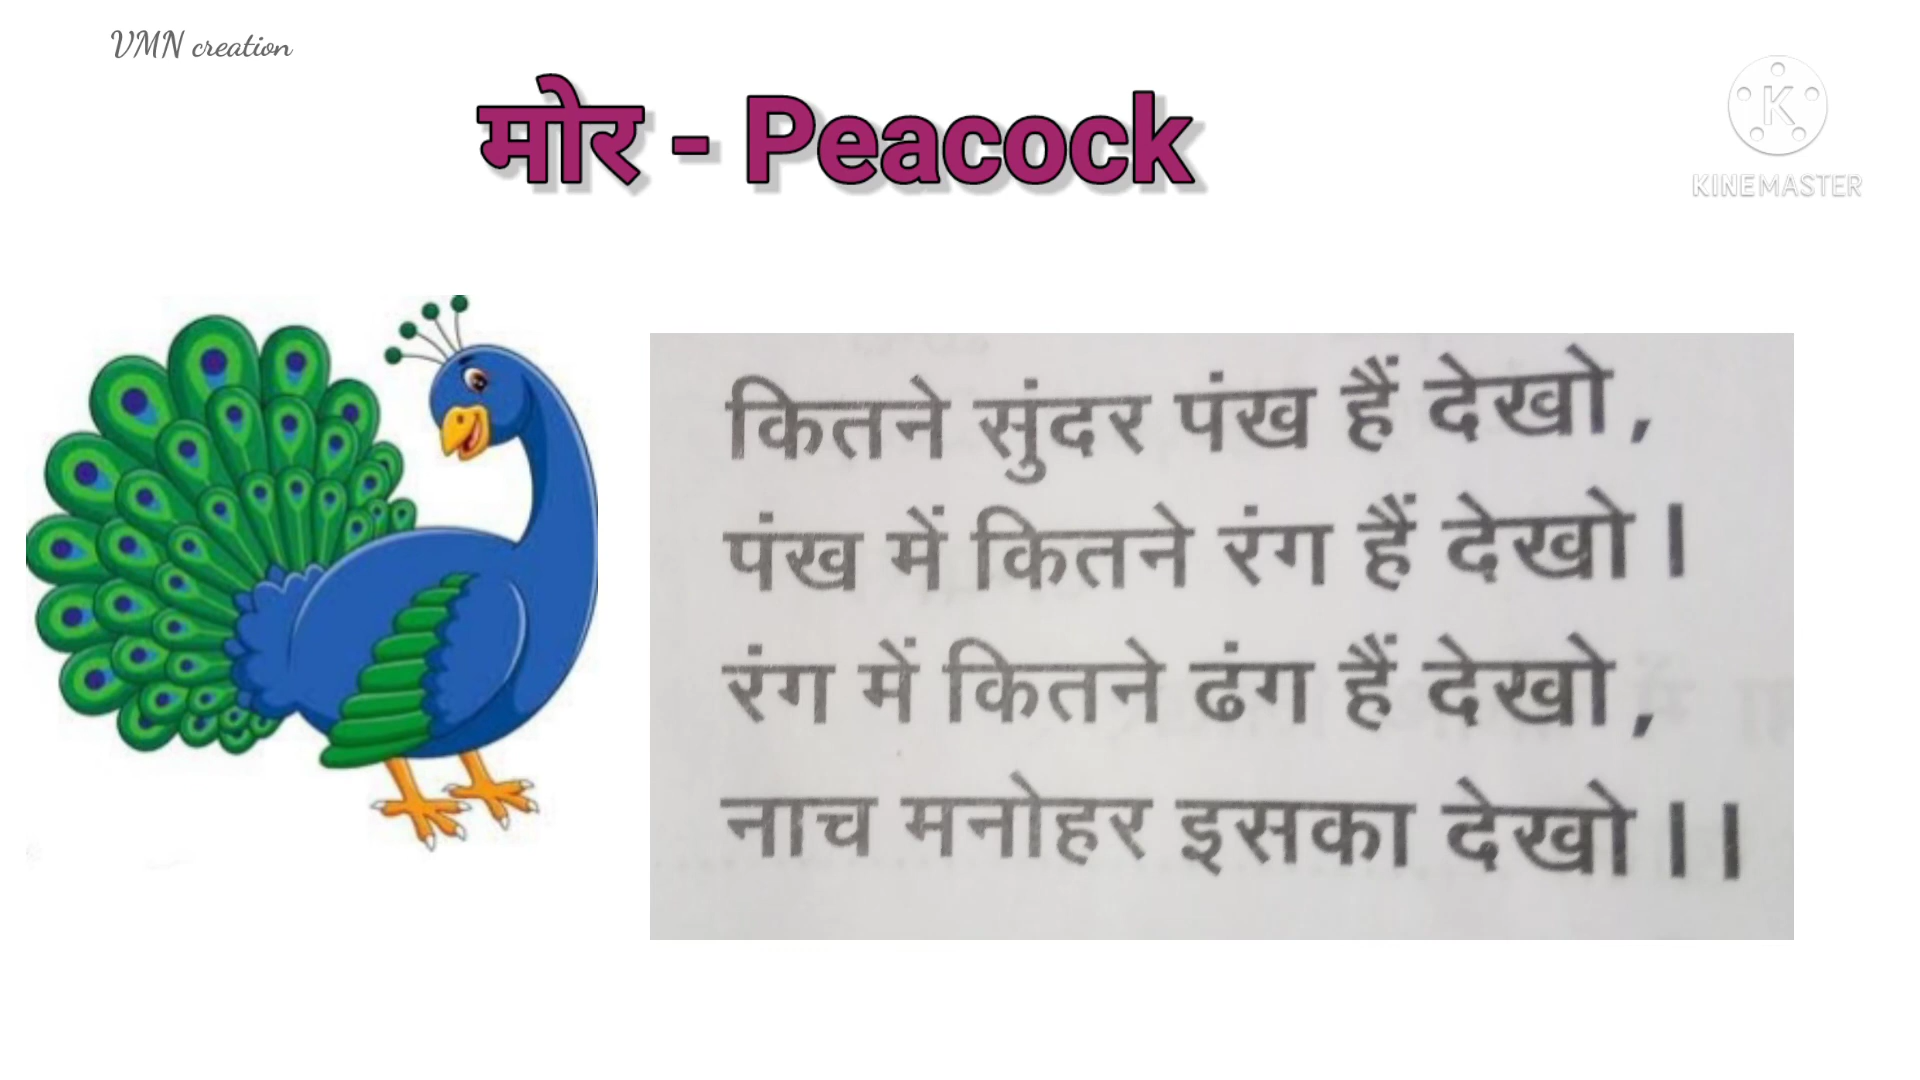 VMN creation
मोर - Peacock
K
KINEMASTER
कितने सुंदर पंख हैं देखो,
पंख में कितने रंग हैं देखो।
रंग में कितने ढंग हैं देखो,
नाच मनोहर इसका देखो।।